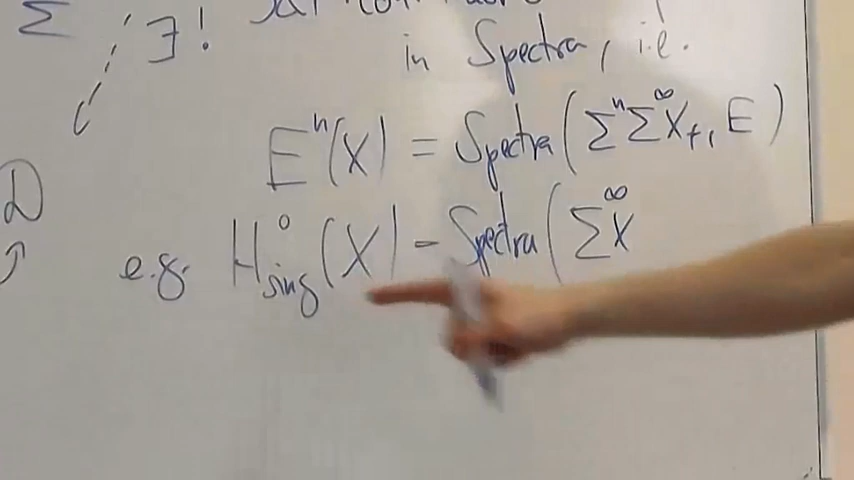 Σ ∃!
in Spectra, i.e.
Eⁿ(X) = Spectra(ΣⁿΣ^∞X₊, E)
D
e.g. H⁰_sing(X) = Spectra(Σ^∞X